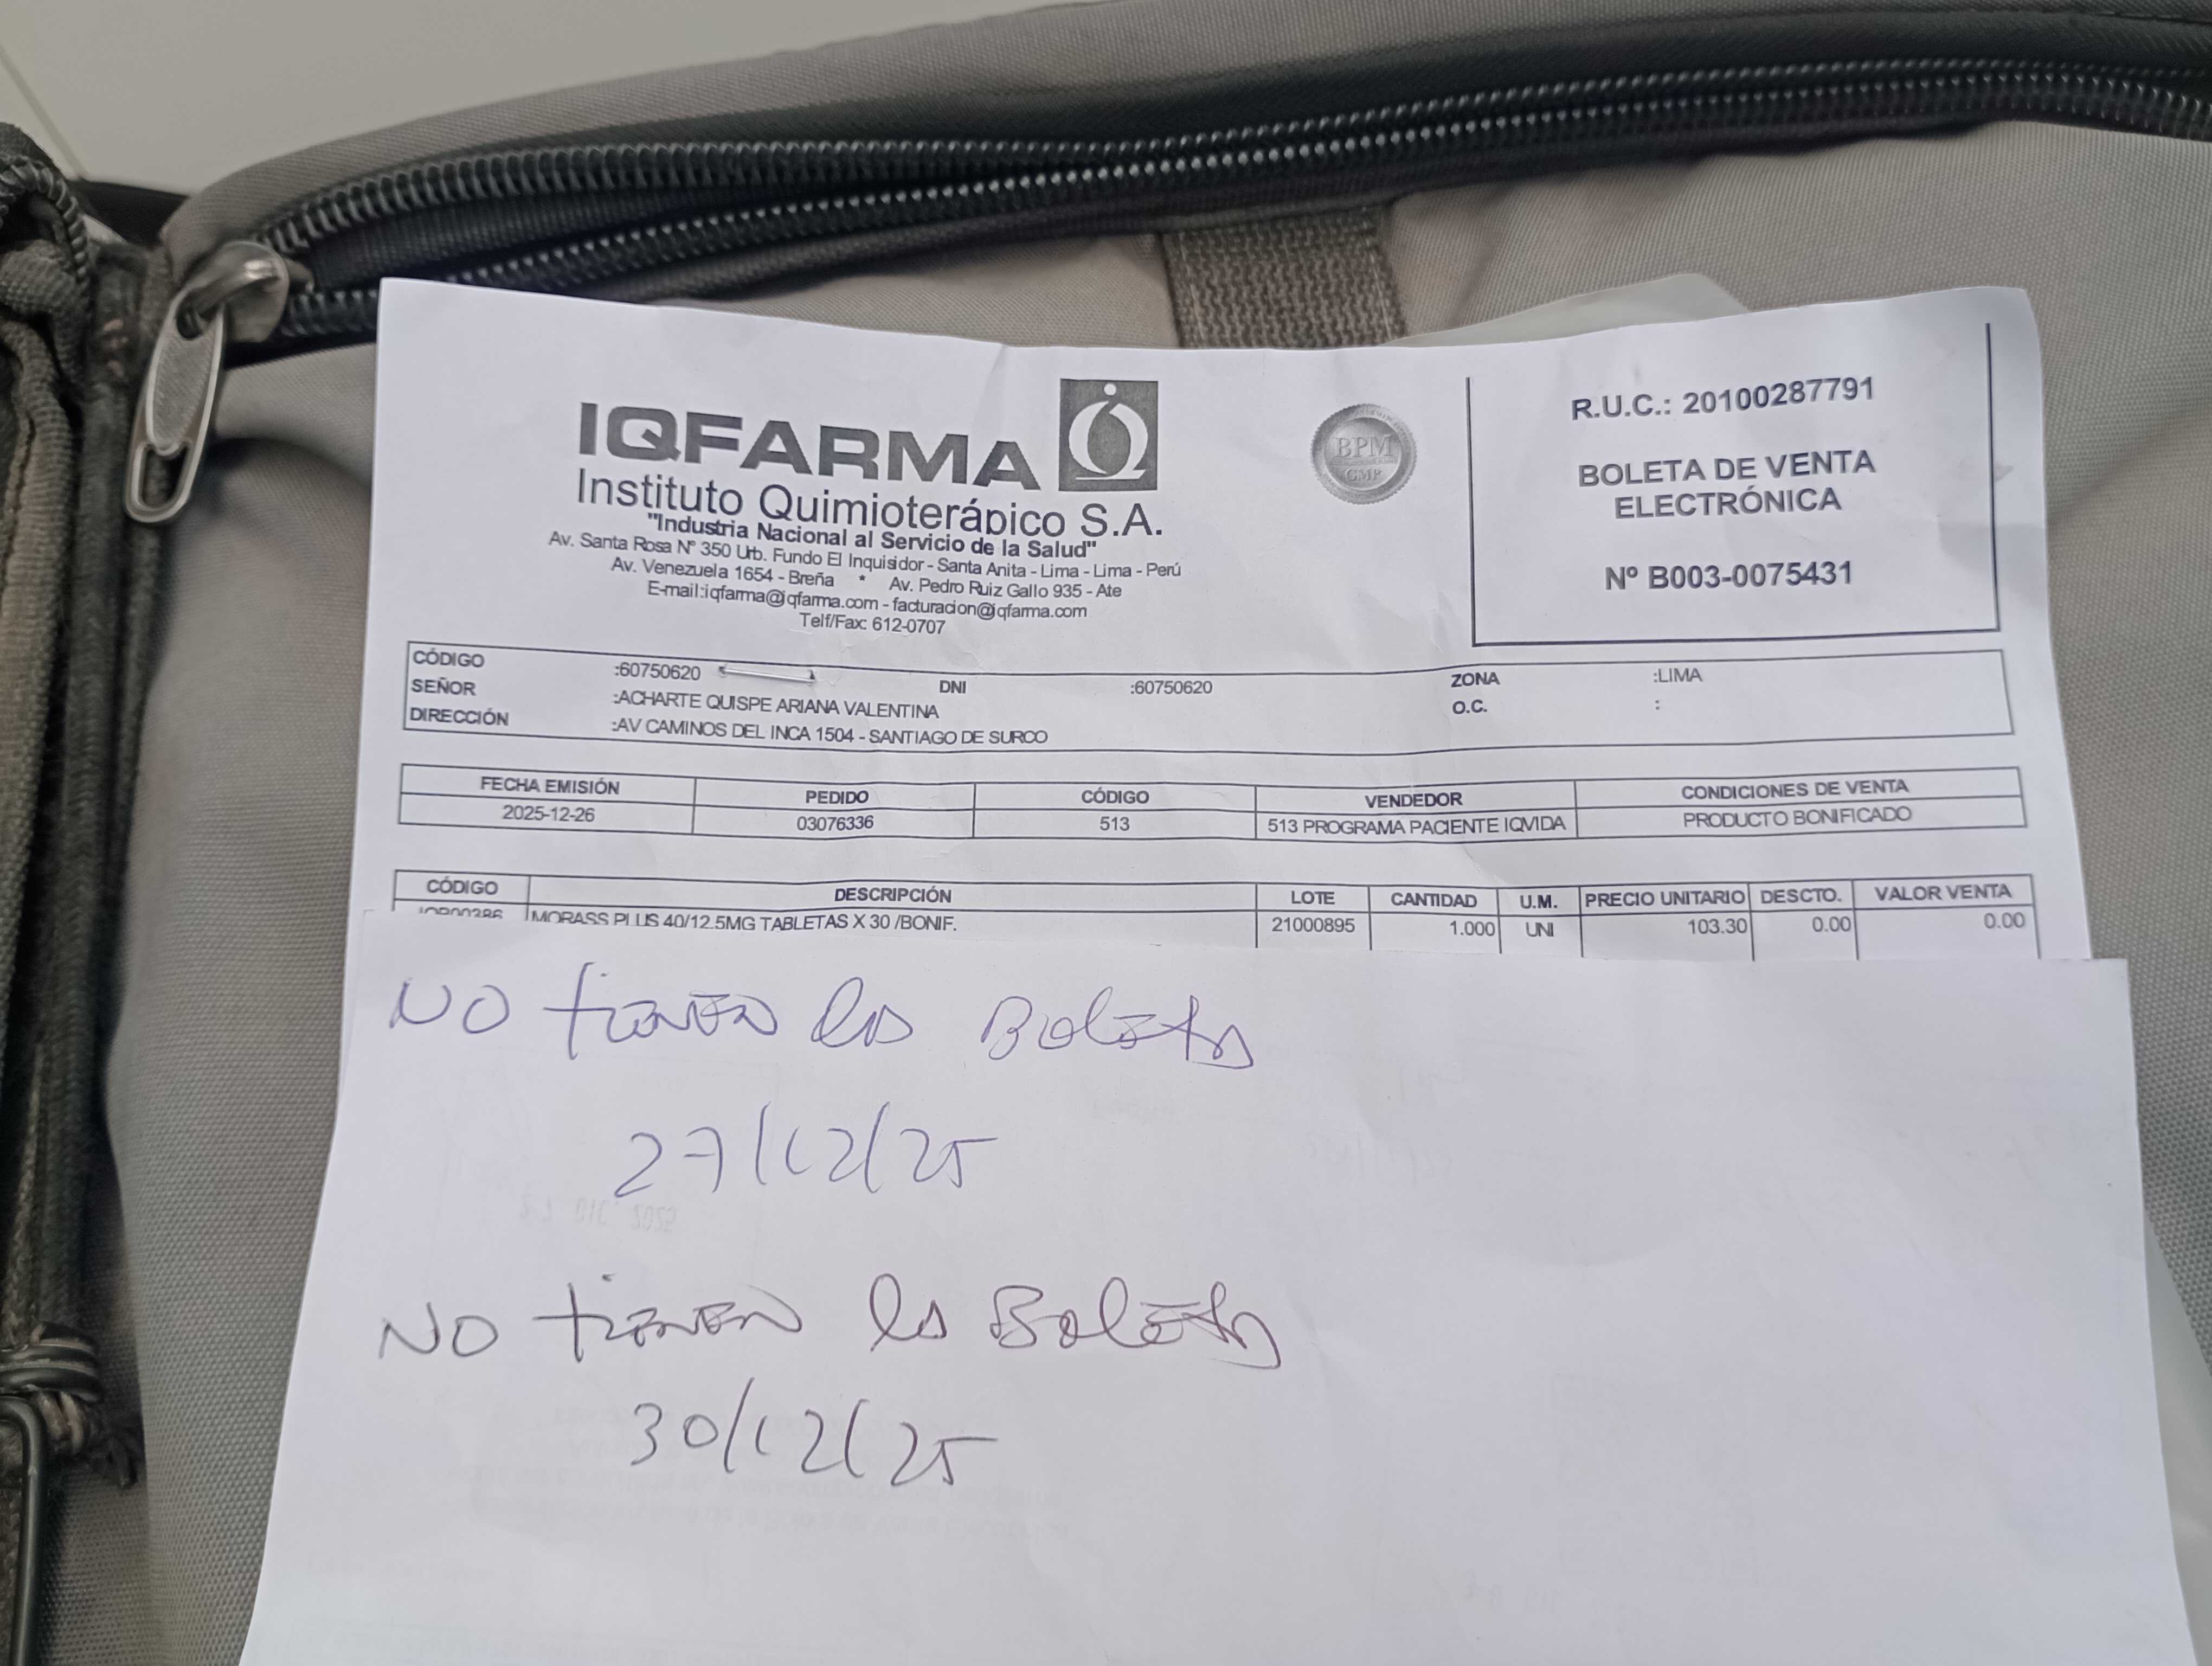 IQFARMA
Instituto Quimioterápico S.A.
"Industria Nacional al Servicio de la Salud"
Av. Santa Rosa Nº 350 Urb. Fundo El Inquisidor - Santa Anita - Lima - Lima - Perú
Av. Venezuela 1654 - Breña * Av. Pedro Ruiz Gallo 935 - Ate
E-mail:iqfarma@iqfarma.com - facturacion@iqfarma.com
Telf/Fax: 612-0707
BPM
GMP
R.U.C.: 20100287791
BOLETA DE VENTA
ELECTRÓNICA
Nº B003-0075431
CÓDIGO :60750620 DNI :60750620 ZONA :LIMA
SEÑOR :ACHARTE QUISPE ARIANA VALENTINA O.C. :
DIRECCIÓN :AV CAMINOS DEL INCA 1504 - SANTIAGO DE SURCO
FECHA EMISIÓN PEDIDO CÓDIGO VENDEDOR CONDICIONES DE VENTA
2025-12-26 03076336 513 513 PROGRAMA PACIENTE IQVIDA PRODUCTO BONIFICADO
CÓDIGO DESCRIPCIÓN LOTE CANTIDAD U.M. PRECIO UNITARIO DESCTO. VALOR VENTA
MORASS PLUS 40/12.5MG TABLETAS X 30 /BONIF. 21000895 1.000 UNI 103.30 0.00 0.00
NO tienen la Boleta
27/12/25
NO tienen la Boleta
30/12/25